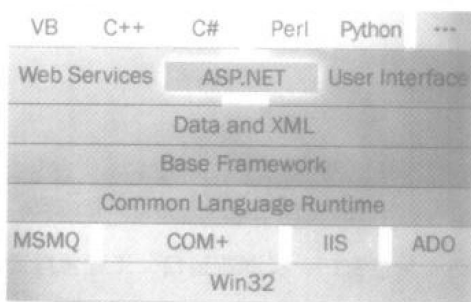 VB C++ C# Perl Python ...
Web Services ASP.NET User Interface
Data and XML
Base Framework
Common Language Runtime
MSMQ COM+ IIS ADO
Win32